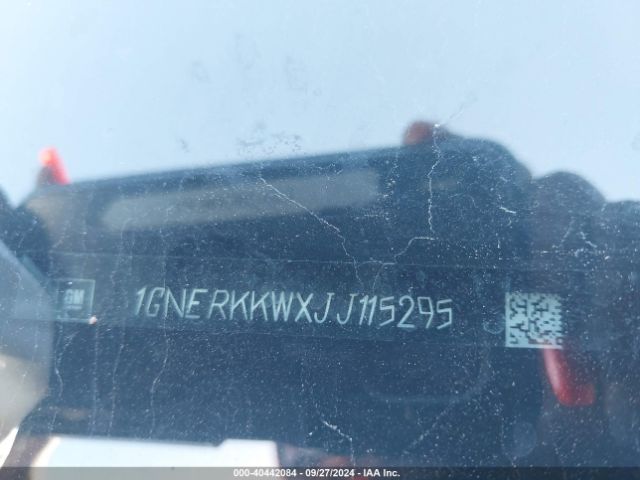 GM
1GNERKKWXJJ115295
000-40442084 - 09/27/2024 - IAA Inc.